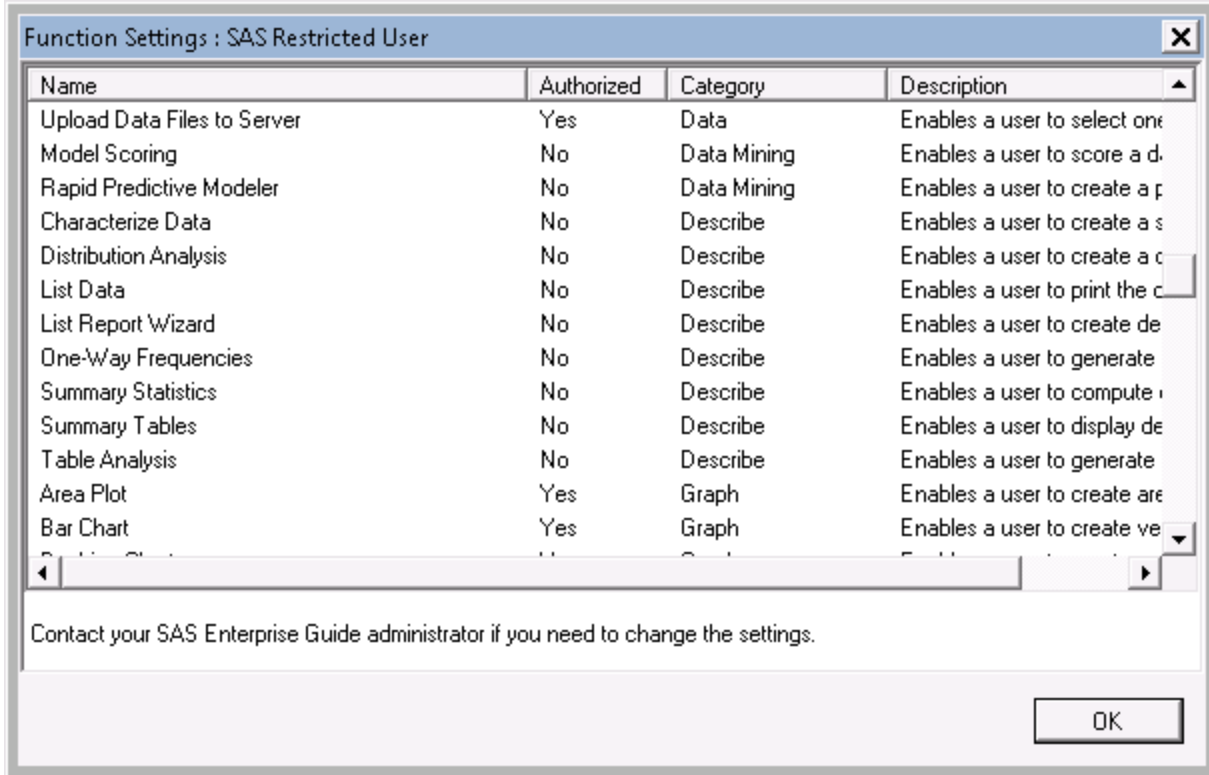 Function Settings : SAS Restricted User
Name Authorized Category Description
Upload Data Files to Server Yes Data Enables a user to select one
Model Scoring No Data Mining Enables a user to score a
Rapid Predictive Modeler No Data Mining Enables a user to create a
Characterize Data No Describe Enables a user to create a s
Distribution Analysis No Describe Enables a user to create a
List Data No Describe Enables a user to print the
List Report Wizard No Describe Enables a user to create de
One-Way Frequencies No Describe Enables a user to generate
Summary Statistics No Describe Enables a user to compute
Summary Tables No Describe Enables a user to display de
Table Analysis No Describe Enables a user to generate
Area Plot Yes Graph Enables a user to create are
Bar Chart Yes Graph Enables a user to create ve
Contact your SAS Enterprise Guide administrator if you need to change the settings.
OK